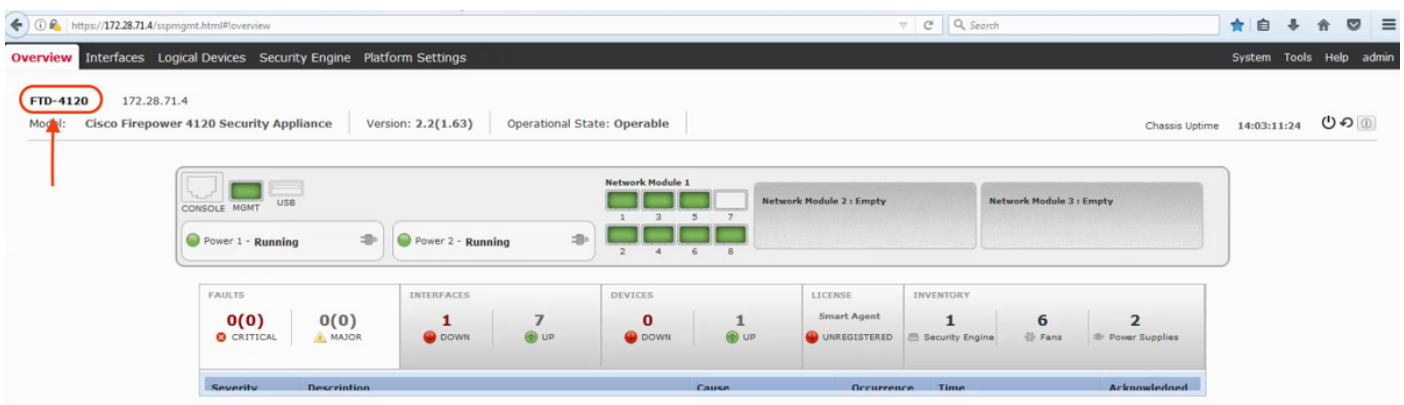 https://172.28.71.4/sspmgmt.html#!overview
Search
Overview Interfaces Logical Devices Security Engine Platform Settings
System Tools Help admin
FTD-4120 172.28.71.4
Model: Cisco Firepower 4120 Security Appliance Version: 2.2(1.63) Operational State: Operable
Chassis Uptime 14:03:11:24
CONSOLE MGMT USB
Power 1 - Running
Power 2 - Running
Network Module 1
1 3 5 7
2 4 6 8
Network Module 2 : Empty
Network Module 3 : Empty
FAULTS
0(0) 0(0)
CRITICAL MAJOR
INTERFACES
1 7
DOWN UP
DEVICES
0 1
DOWN UP
LICENSE
Smart Agent
UNREGISTERED
INVENTORY
1 6 2
Security Engine Fans Power Supplies
Severity Description Cause Occurrence Time Acknowledged